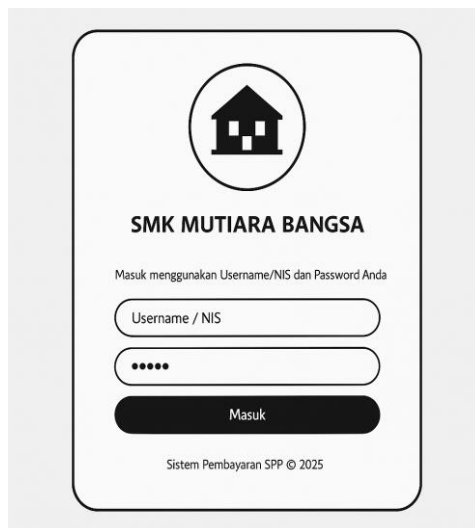 SMK MUTIARA BANGSA
Masuk menggunakan Username/NIS dan Password Anda
Username / NIS
•••••
Masuk
Sistem Pembayaran SPP © 2025